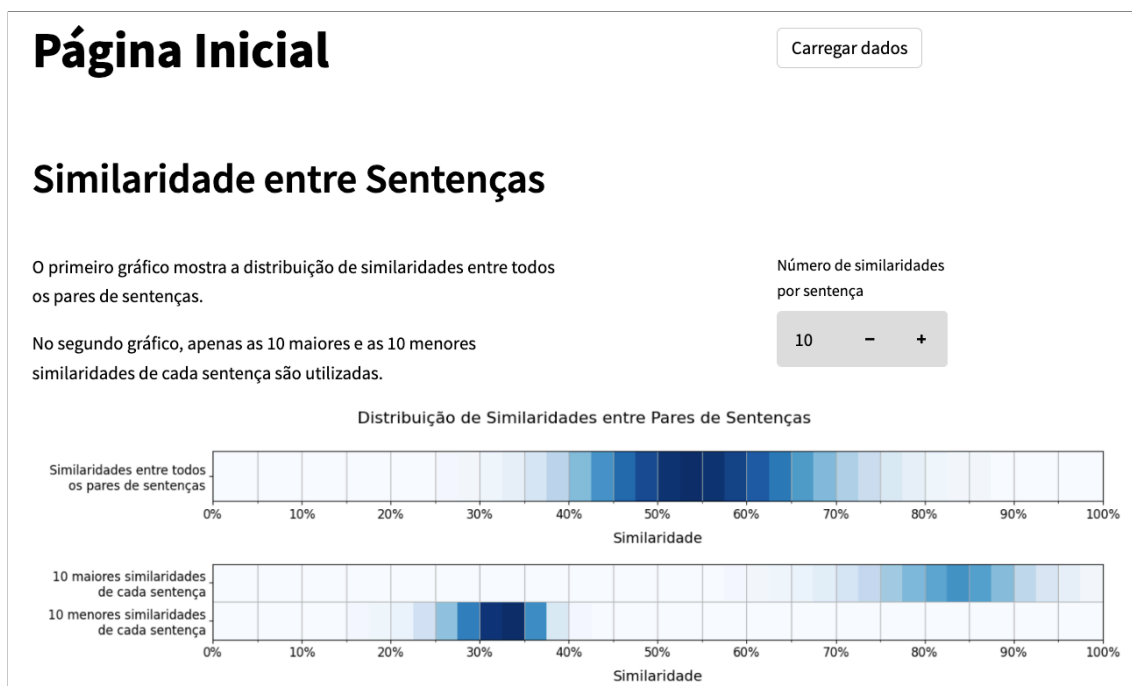 Página Inicial
Carregar dados
Similaridade entre Sentenças
O primeiro gráfico mostra a distribuição de similaridades entre todos
os pares de sentenças.
No segundo gráfico, apenas as 10 maiores e as 10 menores
similaridades de cada sentença são utilizadas.
Número de similaridades
por sentença
10 − +
Distribuição de Similaridades entre Pares de Sentenças
Similaridades entre todos
os pares de sentenças
0% 10% 20% 30% 40% 50% 60% 70% 80% 90% 100%
Similaridade
10 maiores similaridades
de cada sentença
10 menores similaridades
de cada sentença
0% 10% 20% 30% 40% 50% 60% 70% 80% 90% 100%
Similaridade